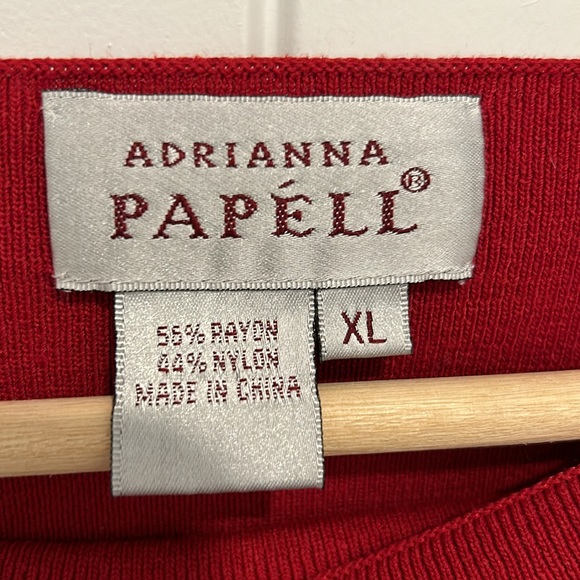 ADRIANNA
PAPÉLL®
XL
56% RAYON
44% NYLON
MADE IN CHINA